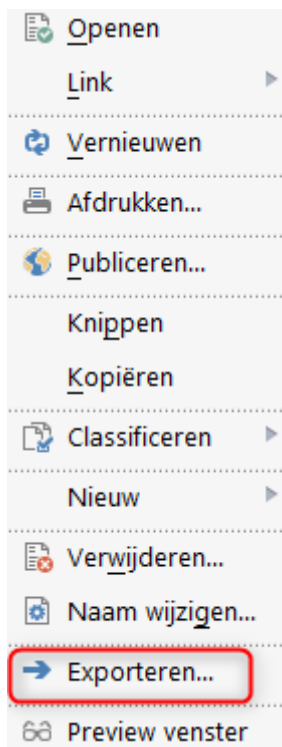 Openen
Link
Vernieuwen
Afdrukken...
Publiceren...
Knippen
Kopiëren
Classificeren
Nieuw
Verwijderen...
Naam wijzigen...
Exporteren...
Preview venster